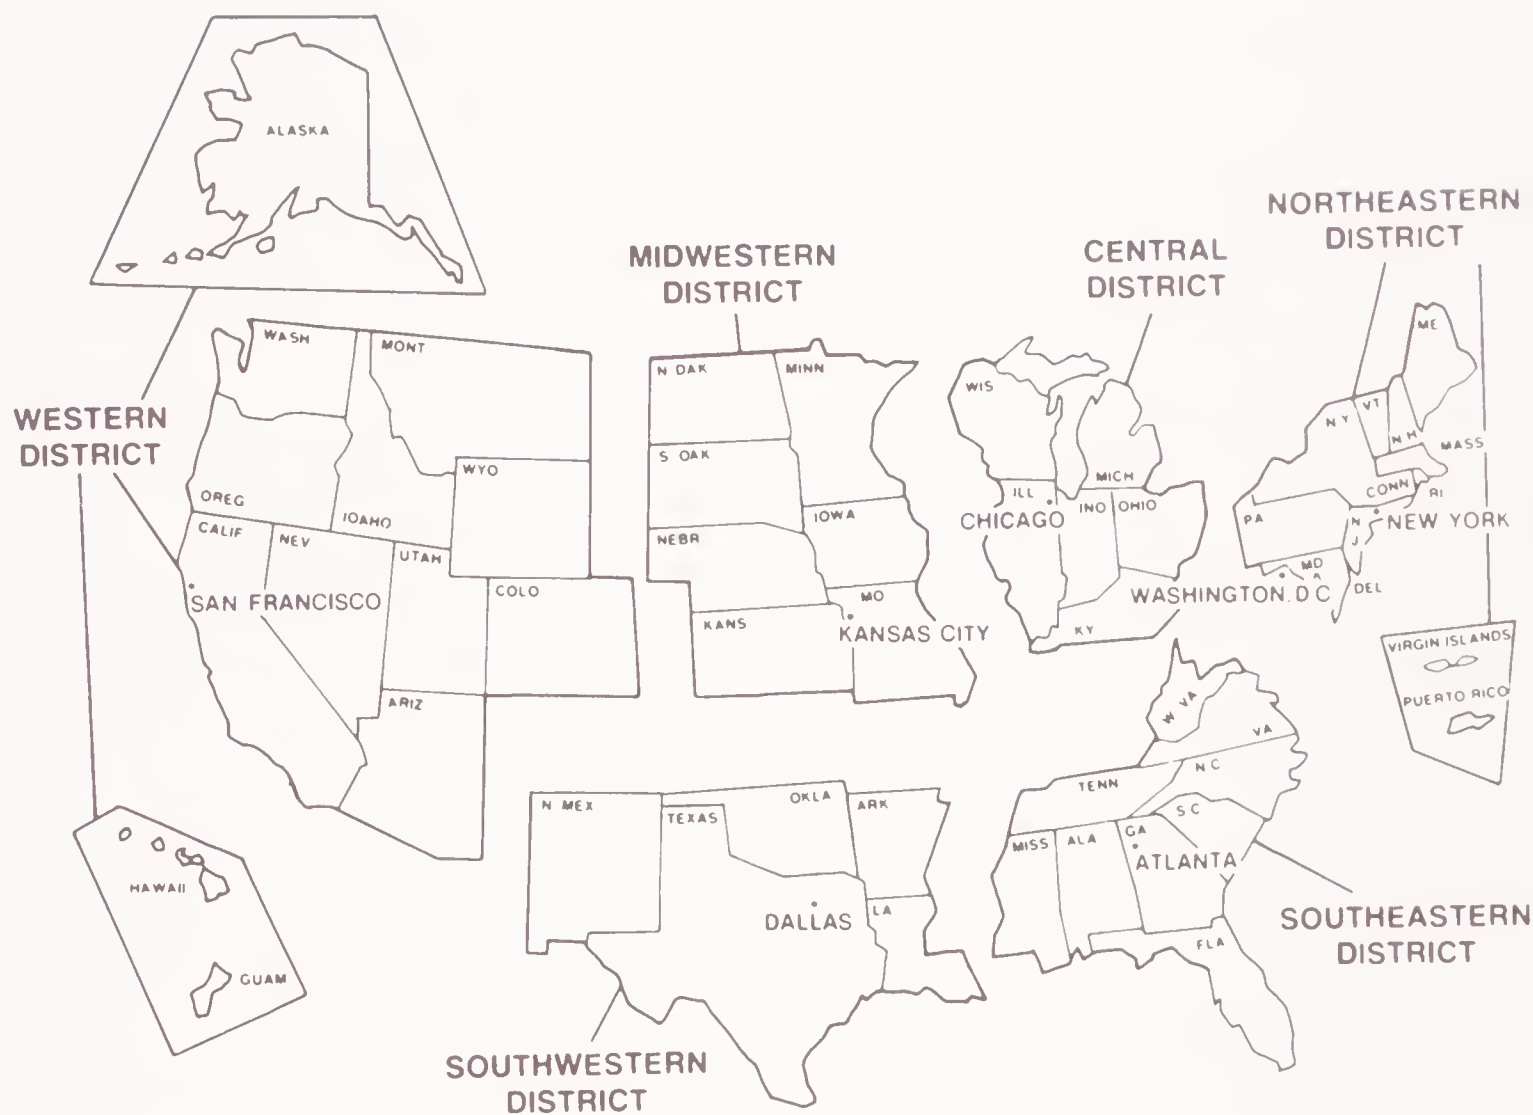 ALASKA
NORTHEASTERN
DISTRICT
MIDWESTERN
DISTRICT
CENTRAL
DISTRICT
WESTERN
DISTRICT
WASH
MONT
OREG
IOAHO
WYO
CALIF
NEV
UTAH
COLO
SAN FRANCISCO
ARIZ
HAWAII
GUAM
N DAK
MINN
S OAK
IOWA
NEBR
MO
KANS
KANSAS CITY
WIS
MICH
ILL
CHICAGO
INO
OHIO
KY
ME
N Y
VT
N H
MASS
CONN
RI
PA
N
J
NEW YORK
MD
WASHINGTON. D C
DEL
VIRGIN ISLANDS
PUERTO RICO
W VA
VA
TENN
N C
S C
MISS
ALA
GA
ATLANTA
FLA
SOUTHEASTERN
DISTRICT
N MEX
TEXAS
OKLA
ARK
DALLAS
LA
SOUTHWESTERN
DISTRICT